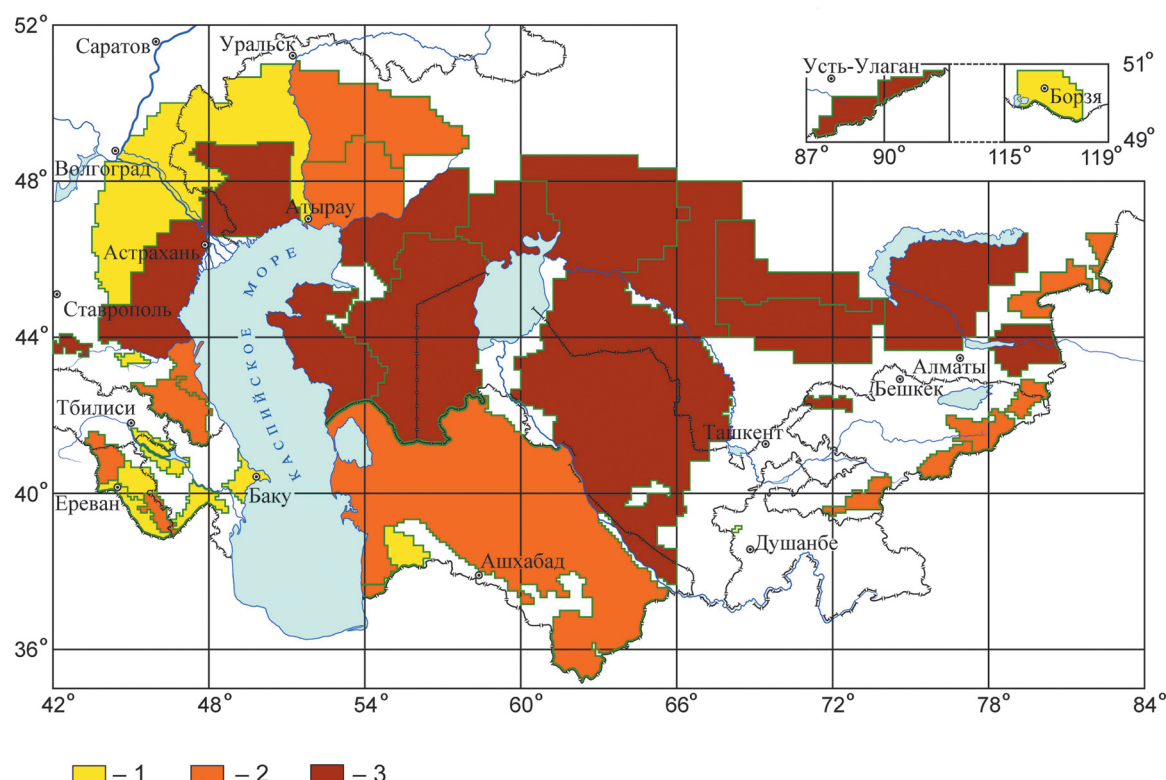 52°
Саратов
Уральск
Усть-Улаган
51°
Борзя
49°
87°
90°
115°
119°
Волгоград
48°
Атырау
Астрахань
КАСПИЙСКОЕ МОРЕ
Ставрополь
44°
Алматы
Бешкек
Тбилиси
Ташкент
40°
Ереван
Баку
Душанбе
Ашхабад
36°
42°
48°
54°
60°
66°
72°
78°
84°
– 1
– 2
– 3